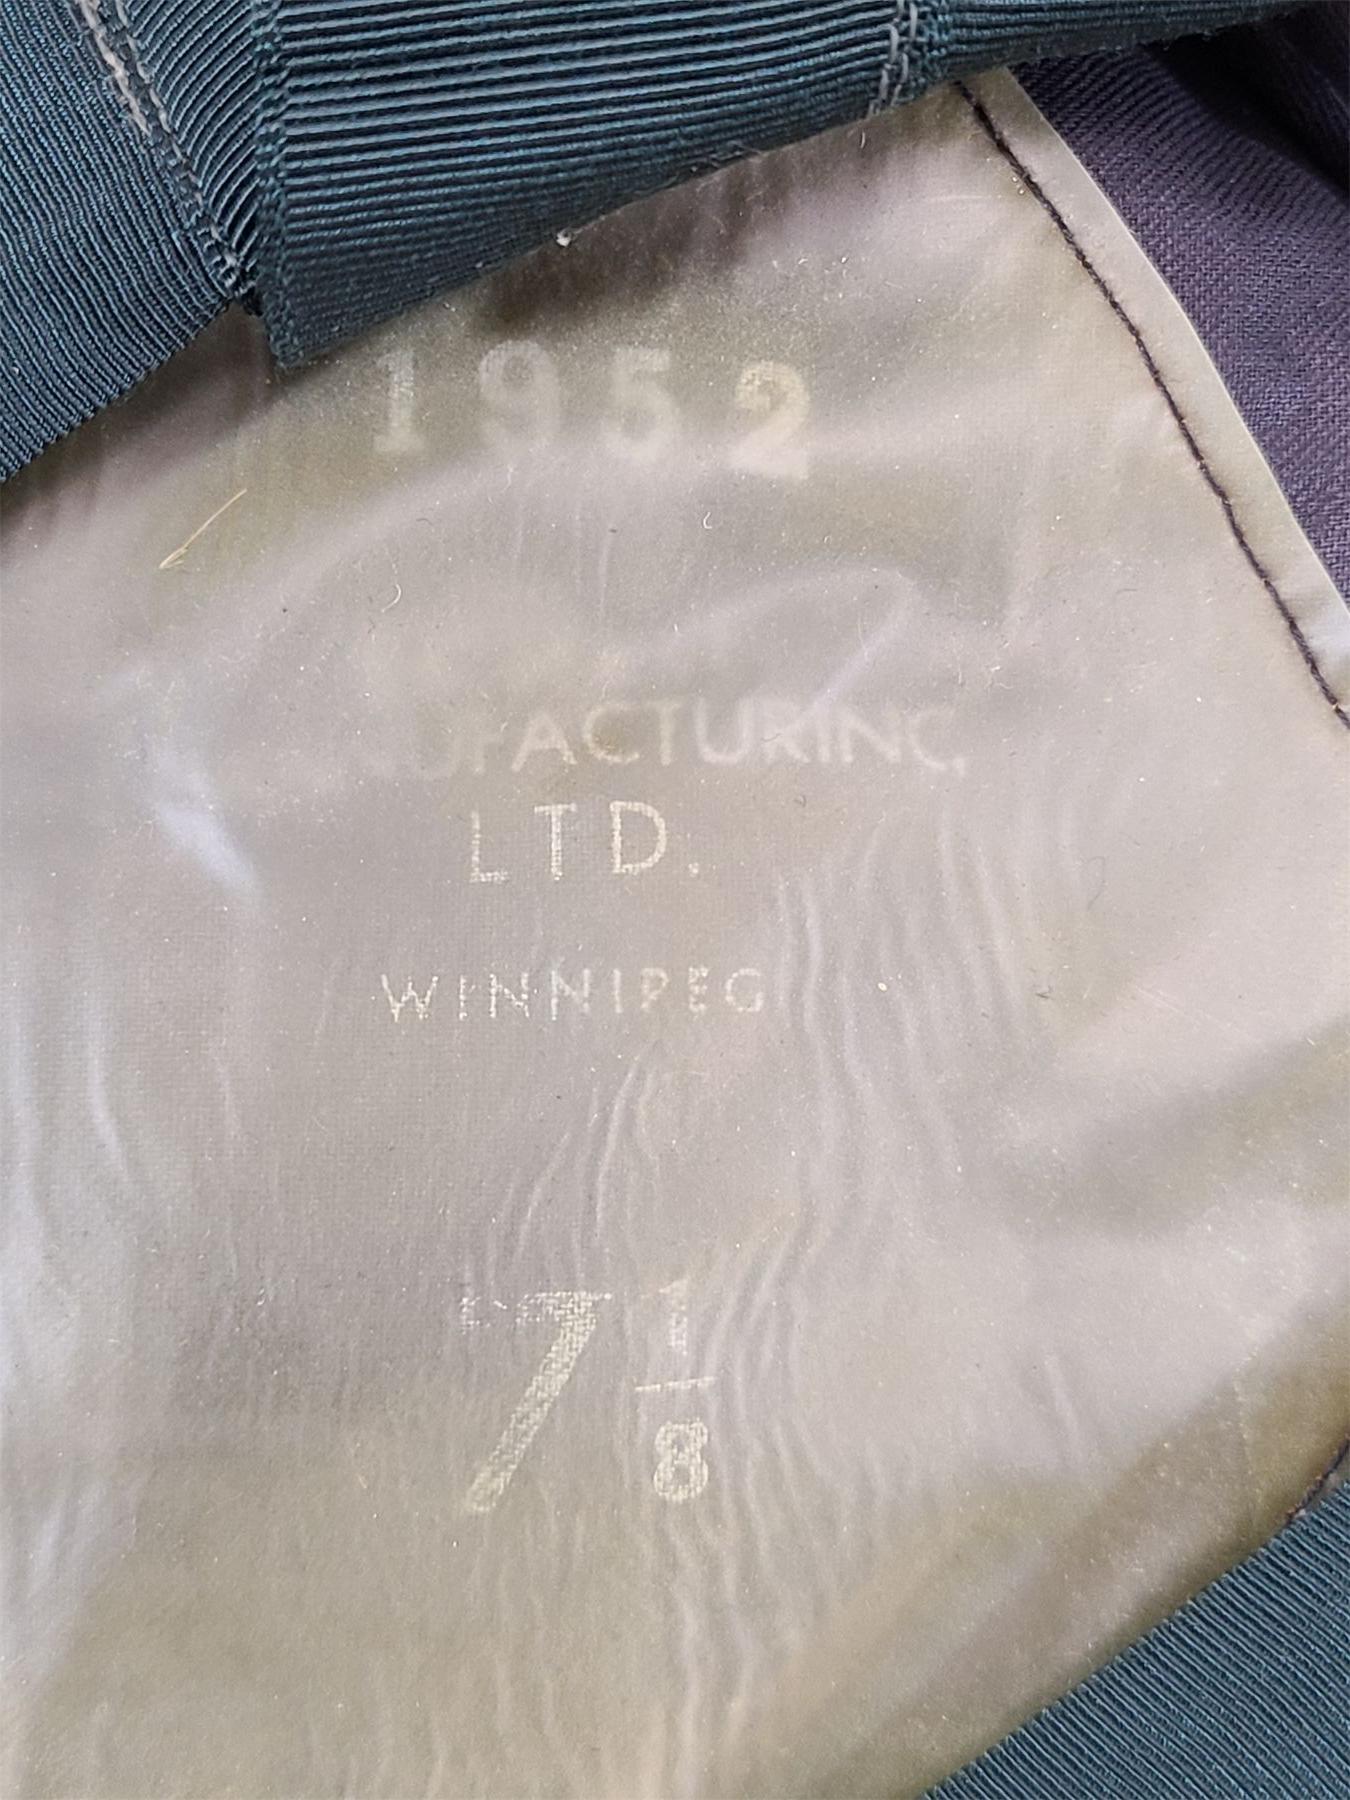 1952
UFACTURING
LTD.
WINNIPEG
7 1/8